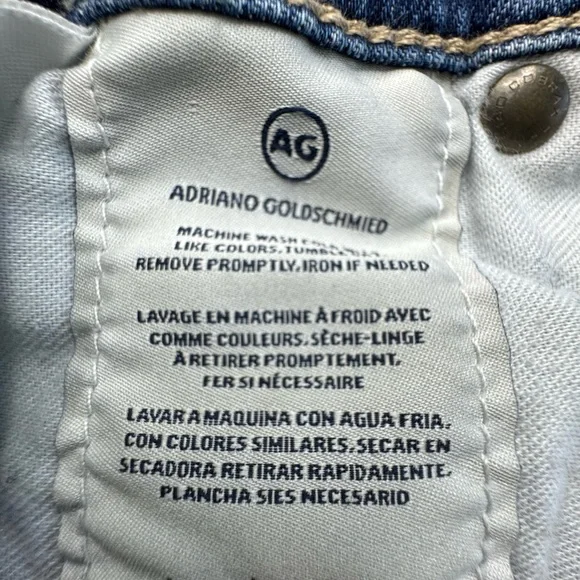 AG
ADRIANO GOLDSCHMIED
MACHINE WASH
LIKE COLORS, TUMBLE
REMOVE PROMPTLY, IRON IF NEEDED
LAVAGE EN MACHINE À FROID AVEC
COMME COULEURS. SÈCHE-LINGE
À RETIRER PROMPTEMENT,
FER SI NÉCESSAIRE
LAVAR A MAQUINA CON AGUA FRIA.
CON COLORES SIMILARES. SECAR EN
SECADORA RETIRAR RAPIDAMENTE.
PLANCHA SIES NECESARIO